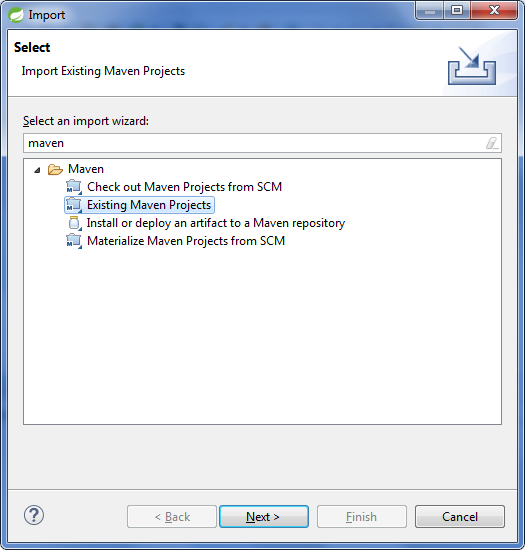 Import
Select
Import Existing Maven Projects
Select an import wizard:
maven
Maven
Check out Maven Projects from SCM
Existing Maven Projects
Install or deploy an artifact to a Maven repository
Materialize Maven Projects from SCM
? < Back Next > Finish Cancel